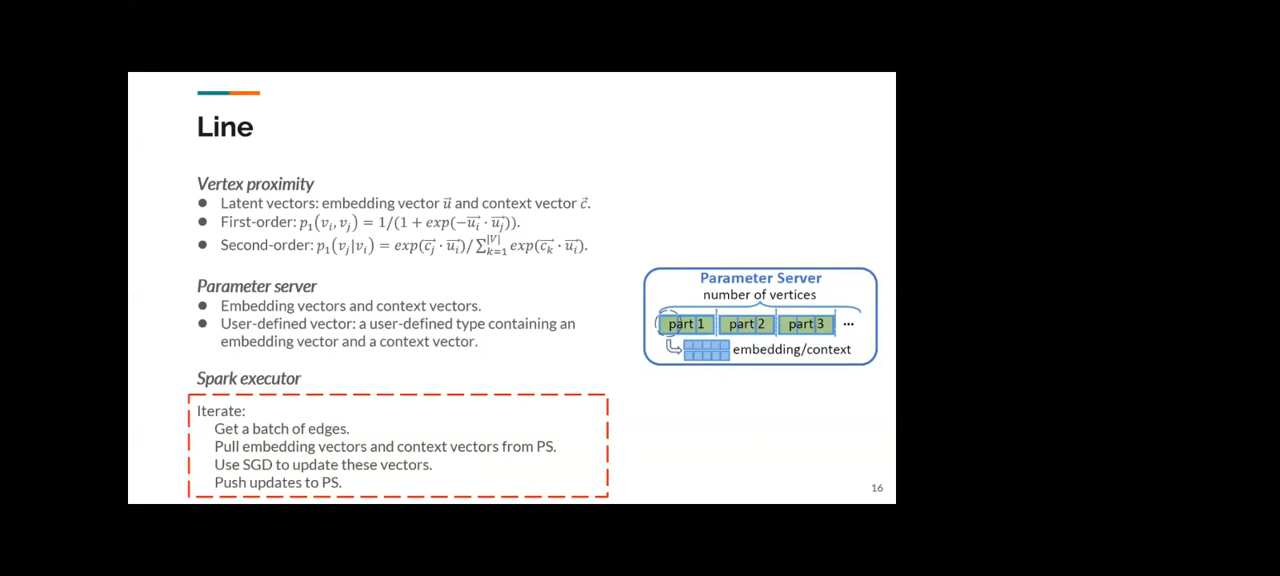 Line
Vertex proximity
● Latent vectors: embedding vector u⃗ and context vector c⃗.
● First-order: p₁(vᵢ, vⱼ) = 1/(1 + exp(−u⃗ᵢ · u⃗ⱼ)).
● Second-order: p₁(vⱼ|vᵢ) = exp(c⃗ⱼ · u⃗ᵢ)/∑ₖ₌₁^|V| exp(c⃗ₖ · u⃗ᵢ).
Parameter server
● Embedding vectors and context vectors.
● User-defined vector: a user-defined type containing an
embedding vector and a context vector.
Spark executor
Iterate:
Get a batch of edges.
Pull embedding vectors and context vectors from PS.
Use SGD to update these vectors.
Push updates to PS.
Parameter Server
number of vertices
part 1 part 2 part 3 ...
embedding/context
16